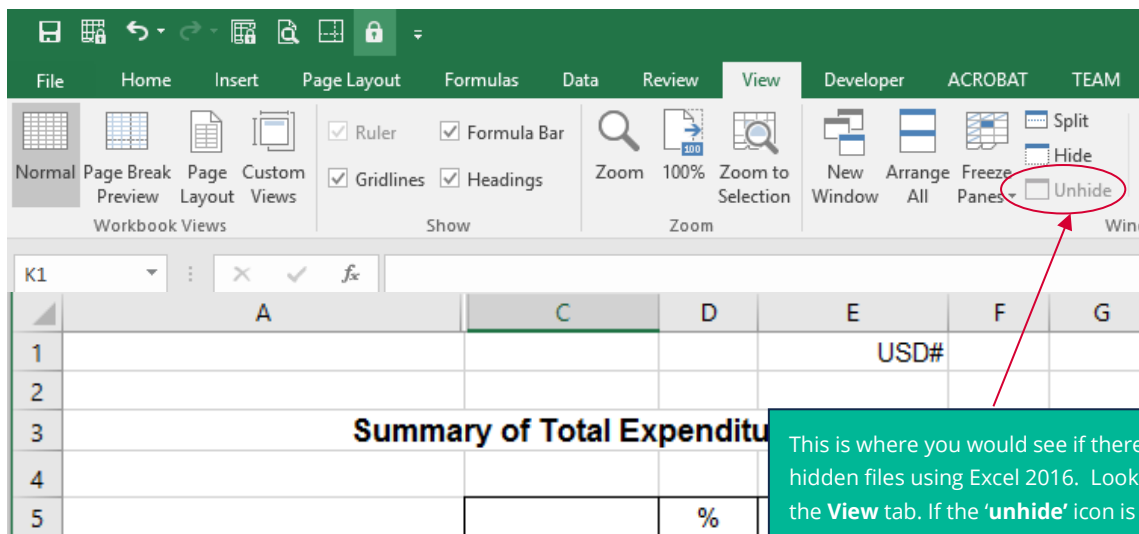 File Home Insert Page Layout Formulas Data Review View Developer ACROBAT TEAM
Ruler Formula Bar
Gridlines Headings
100
Normal Page Break Preview Page Layout Custom Views
Zoom 100% Zoom to Selection
New Window Arrange All Freeze Panes
Split
Hide
Unhide
Workbook Views Show Zoom
K1 fx
A C D E F G
1 USD#
2
3 Summary of Total Expenditu
4
5 %
This is where you would see if there
hidden files using Excel 2016. Look
the View tab. If the ‘unhide’ icon is